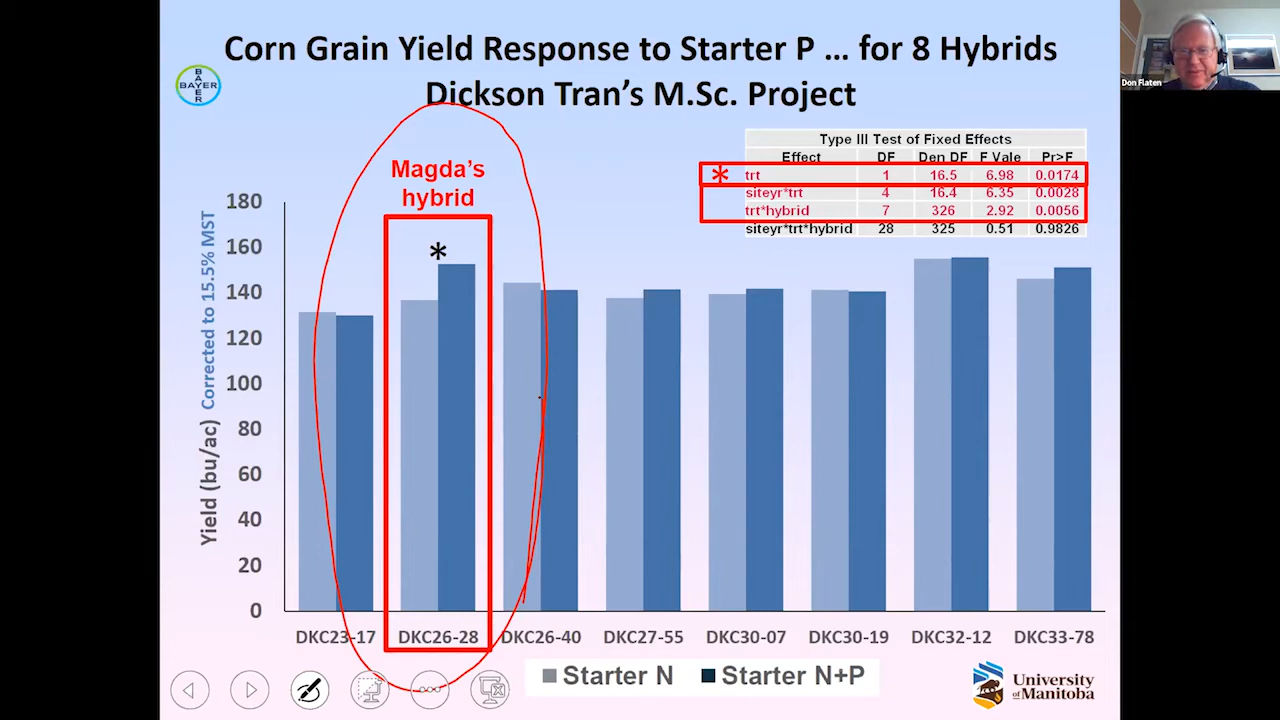 Corn Grain Yield Response to Starter P ... for 8 Hybrids
Dickson Tran's M.Sc. Project
BAYER
BAYER
Don Flaten
Type III Test of Fixed Effects
Effect DF Den DF F Vale Pr>F
* trt 1 16.5 6.98 0.0174
siteyr*trt 4 16.4 6.35 0.0028
trt*hybrid 7 326 2.92 0.0056
siteyr*trt*hybrid 28 325 0.51 0.9826
Magda's
hybrid
*
Yield (bu/ac) Corrected to 15.5% MST
180
160
140
120
100
80
60
40
20
0
DKC23-17 DKC26-28 DKC26-40 DKC27-55 DKC30-07 DKC30-19 DKC32-12 DKC33-78
Starter N Starter N+P
University
of Manitoba